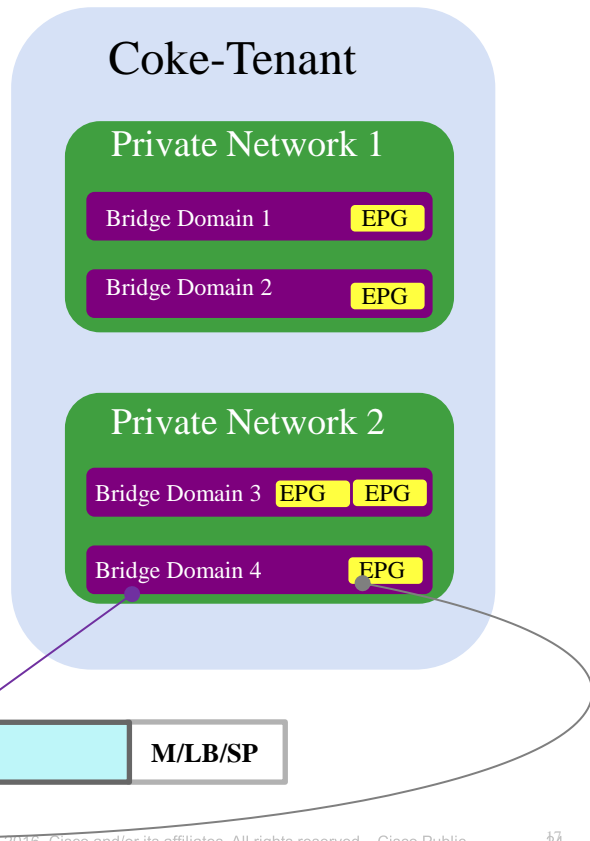 Coke-Tenant
Private Network 1
Bridge Domain 1 EPG
Bridge Domain 2 EPG
Private Network 2
Bridge Domain 3 EPG EPG
Bridge Domain 4 EPG
M/LB/SP
2016 Cisco and/or its affiliates. All rights reserved. Cisco Public